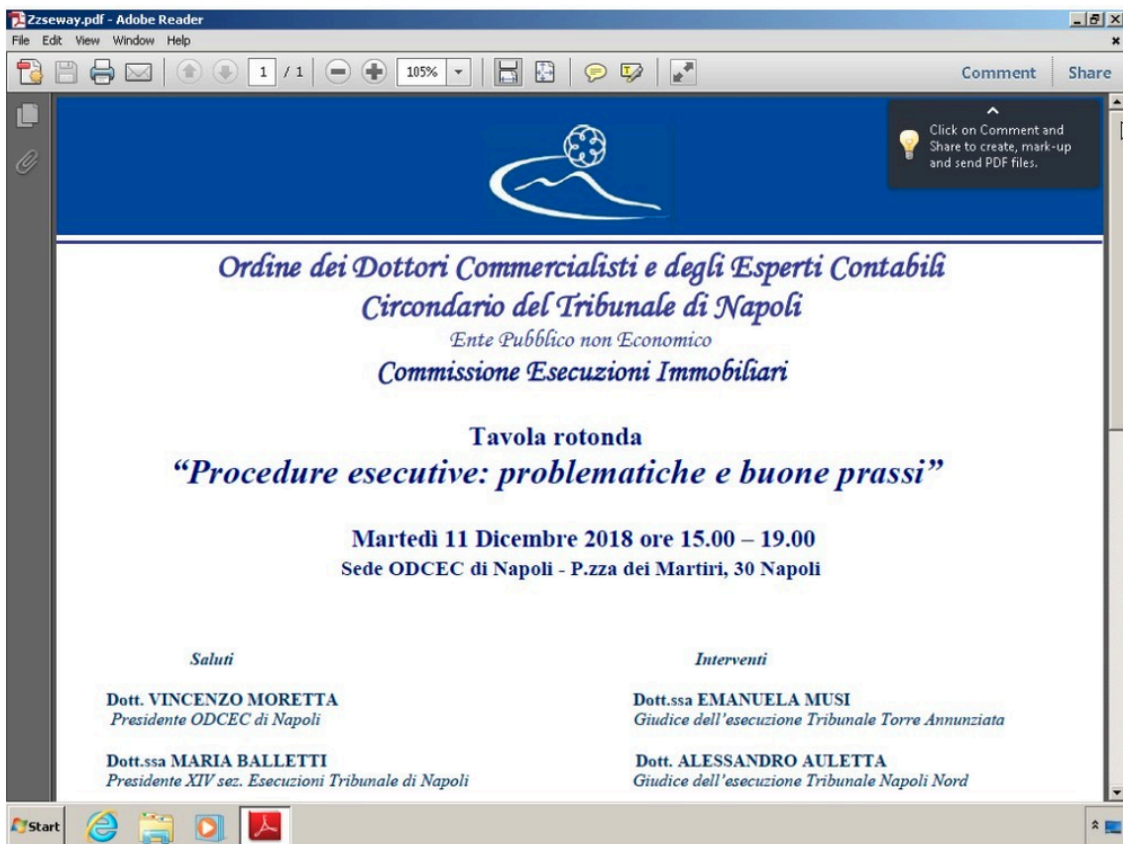 Zzseway.pdf - Adobe Reader
File Edit View Window Help
1 / 1 105% Comment Share
Click on Comment and
Share to create, mark-up
and send PDF files.
Ordine dei Dottori Commercialisti e degli Esperti Contabili
Circondario del Tribunale di Napoli
Ente Pubblico non Economico
Commissione Esecuzioni Immobiliari
Tavola rotonda
“Procedure esecutive: problematiche e buone prassi”
Martedì 11 Dicembre 2018 ore 15.00 – 19.00
Sede ODCEC di Napoli - P.zza dei Martiri, 30 Napoli
Saluti
Dott. VINCENZO MORETTA
Presidente ODCEC di Napoli
Dott.ssa MARIA BALLETTI
Presidente XIV sez. Esecuzioni Tribunale di Napoli
Interventi
Dott.ssa EMANUELA MUSI
Giudice dell’esecuzione Tribunale Torre Annunziata
Dott. ALESSANDRO AULETTA
Giudice dell’esecuzione Tribunale Napoli Nord
Start